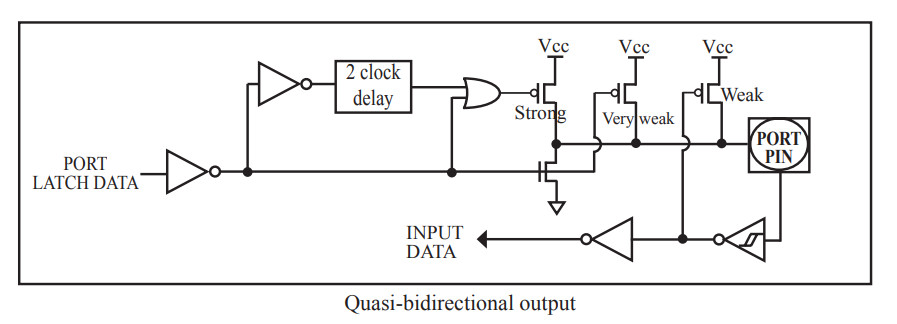 2 clock
delay
Vcc
Strong
Vcc
Very weak
Vcc
Weak
PORT
PIN
PORT
LATCH DATA
INPUT
DATA
Quasi-bidirectional output